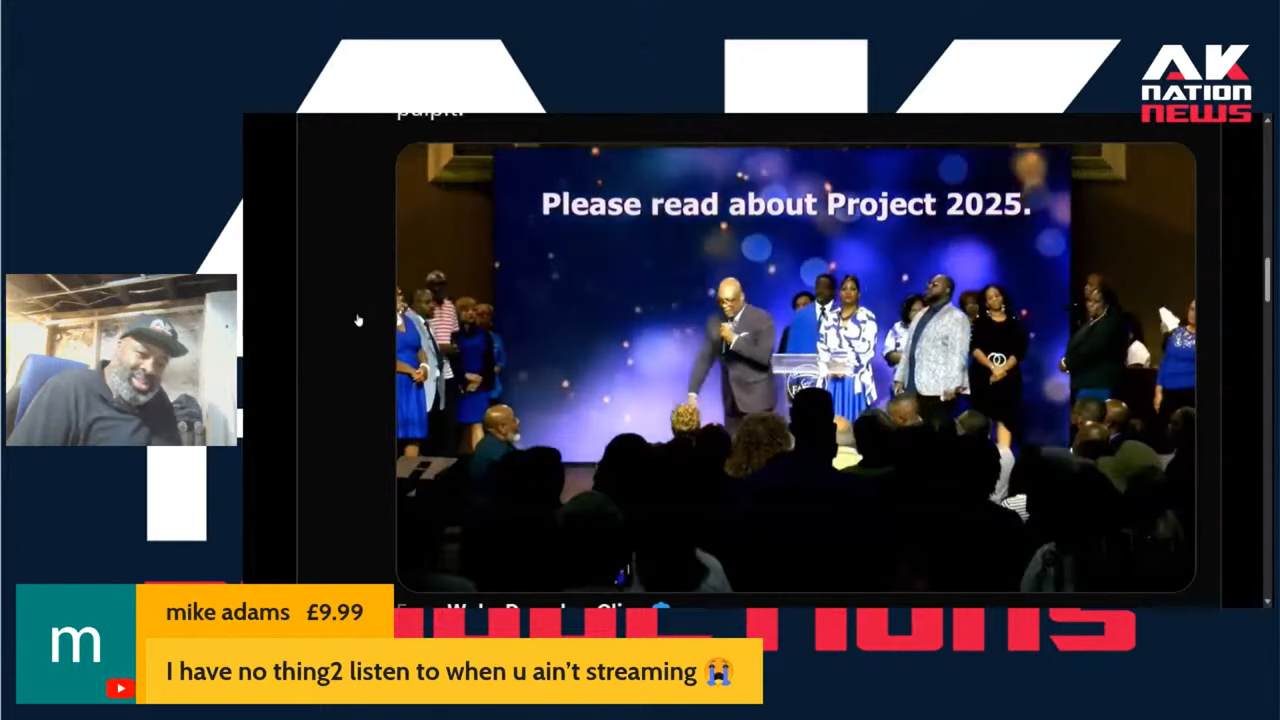 AK
NATION
NEWS
pulpit.
Please read about Project 2025.
mike adams £9.99
m
I have no thing2 listen to when u ain’t streaming 😭